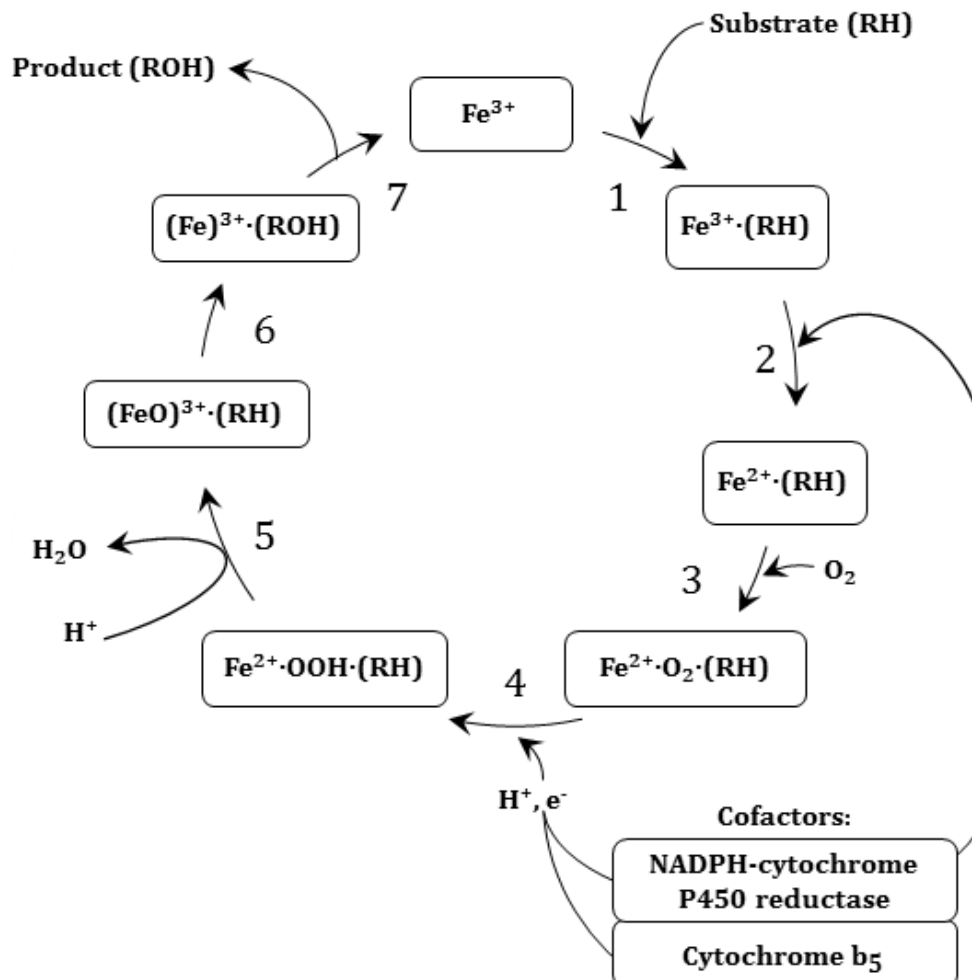 Substrate (RH)
Product (ROH)
Fe³⁺
7
1
(Fe)³⁺·(ROH)
Fe³⁺·(RH)
6
2
(FeO)³⁺·(RH)
Fe²⁺·(RH)
5
H₂O
3
O₂
H⁺
Fe²⁺·OOH·(RH)
4
Fe²⁺·O₂·(RH)
H⁺, e⁻
Cofactors:
NADPH-cytochrome
P450 reductase
Cytochrome b₅